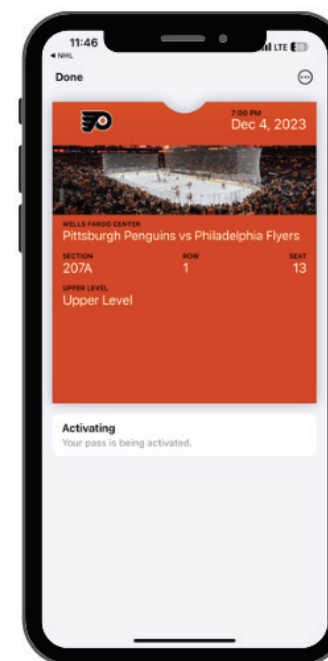 11:46
LTE
◀ NHL
Done
7:00 PM
Dec 4, 2023
WELLS FARGO CENTER
Pittsburgh Penguins vs Philadelphia Flyers
SECTION ROW SEAT
207A 1 13
UPPER LEVEL
Upper Level
Activating
Your pass is being activated.